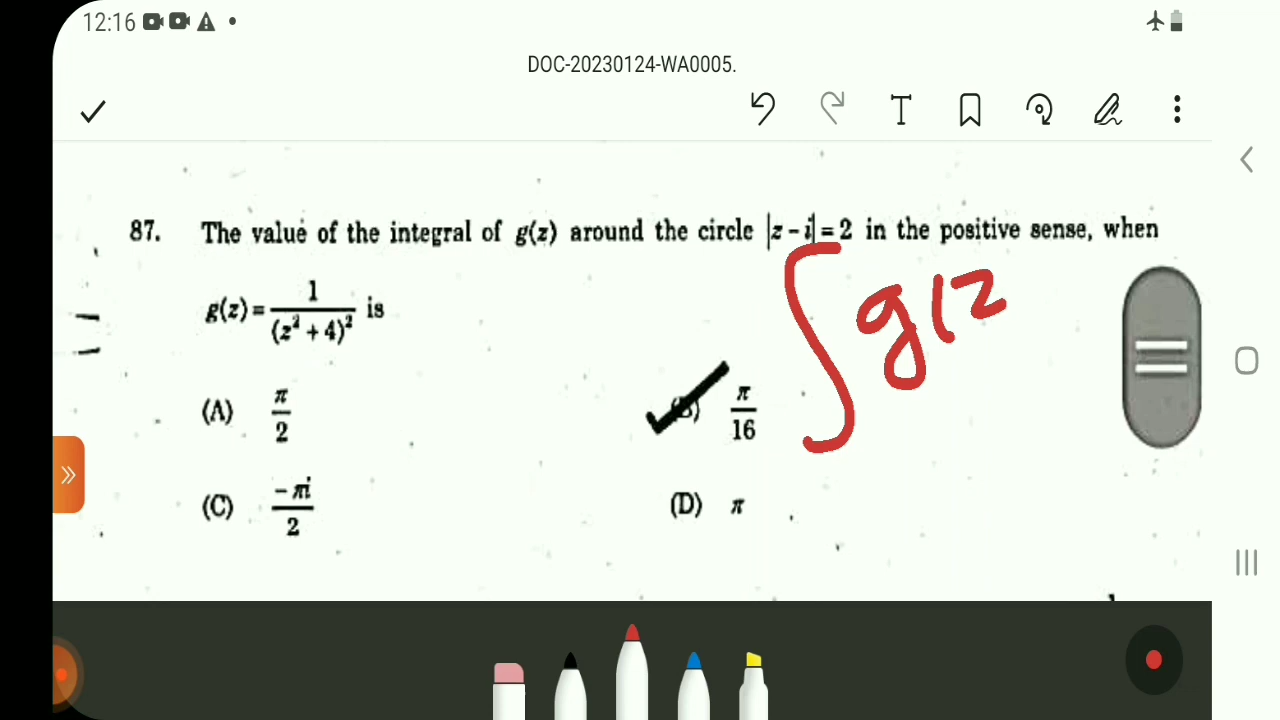 12:16
DOC-20230124-WA0005.
T
87. The value of the integral of g(z) around the circle |z - i| = 2 in the positive sense, when
g(z) = 1/(z² + 4)² is
(A) π/2
(B) π/16
(C) -πi/2
(D) π
∫ g(z